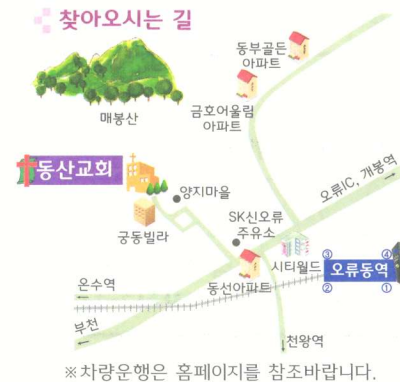 찾아오시는 길
동부골든
아파트
매봉산
금호어울림
아파트
동산교회
양지마을
오류IC, 개봉역
궁동빌라
SK신오류
주유소
시티월드
③
④
오류동역
②
①
동선아파트
온수역
부천
천왕역
※차량운행은 홈페이지를 참조바랍니다.